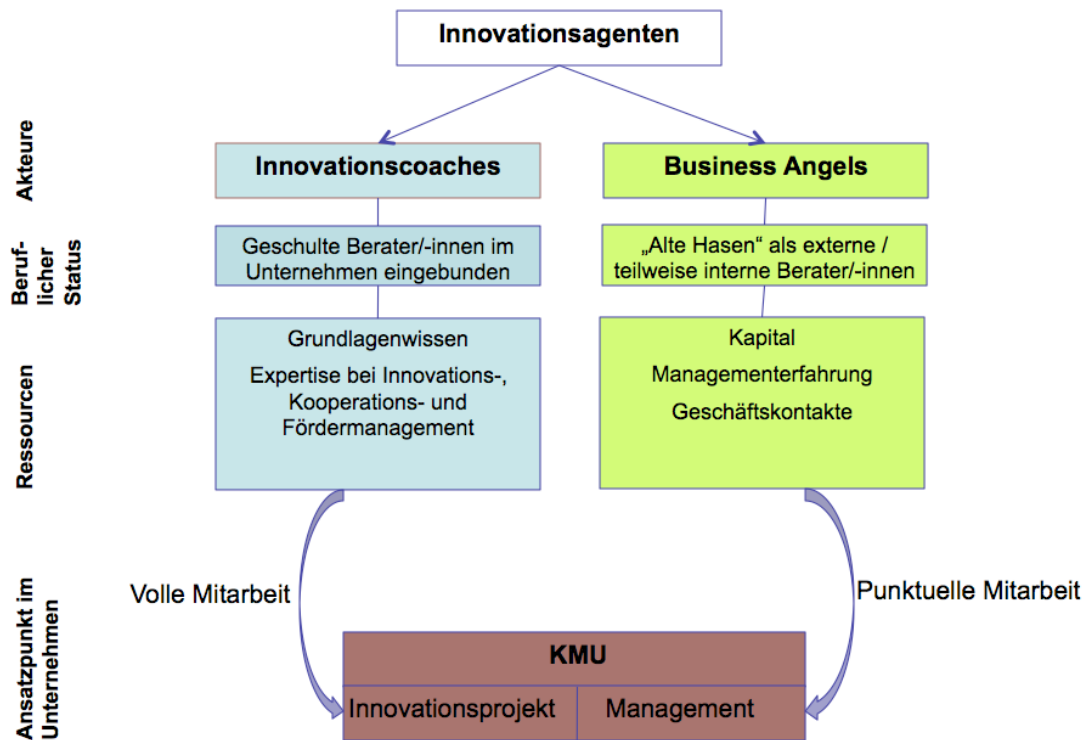 Innovationsagenten
Akteure
Innovationscoaches
Business Angels
Beruf-
licher
Status
Geschulte Berater/-innen im
Unternehmen eingebunden
„Alte Hasen“ als externe /
teilweise interne Berater/-innen
Ressourcen
Grundlagenwissen
Expertise bei Innovations-,
Kooperations- und
Fördermanagement
Kapital
Managementerfahrung
Geschäftskontakte
Ansatzpunkt im
Unternehmen
Volle Mitarbeit
Punktuelle Mitarbeit
KMU
Innovationsprojekt
Management